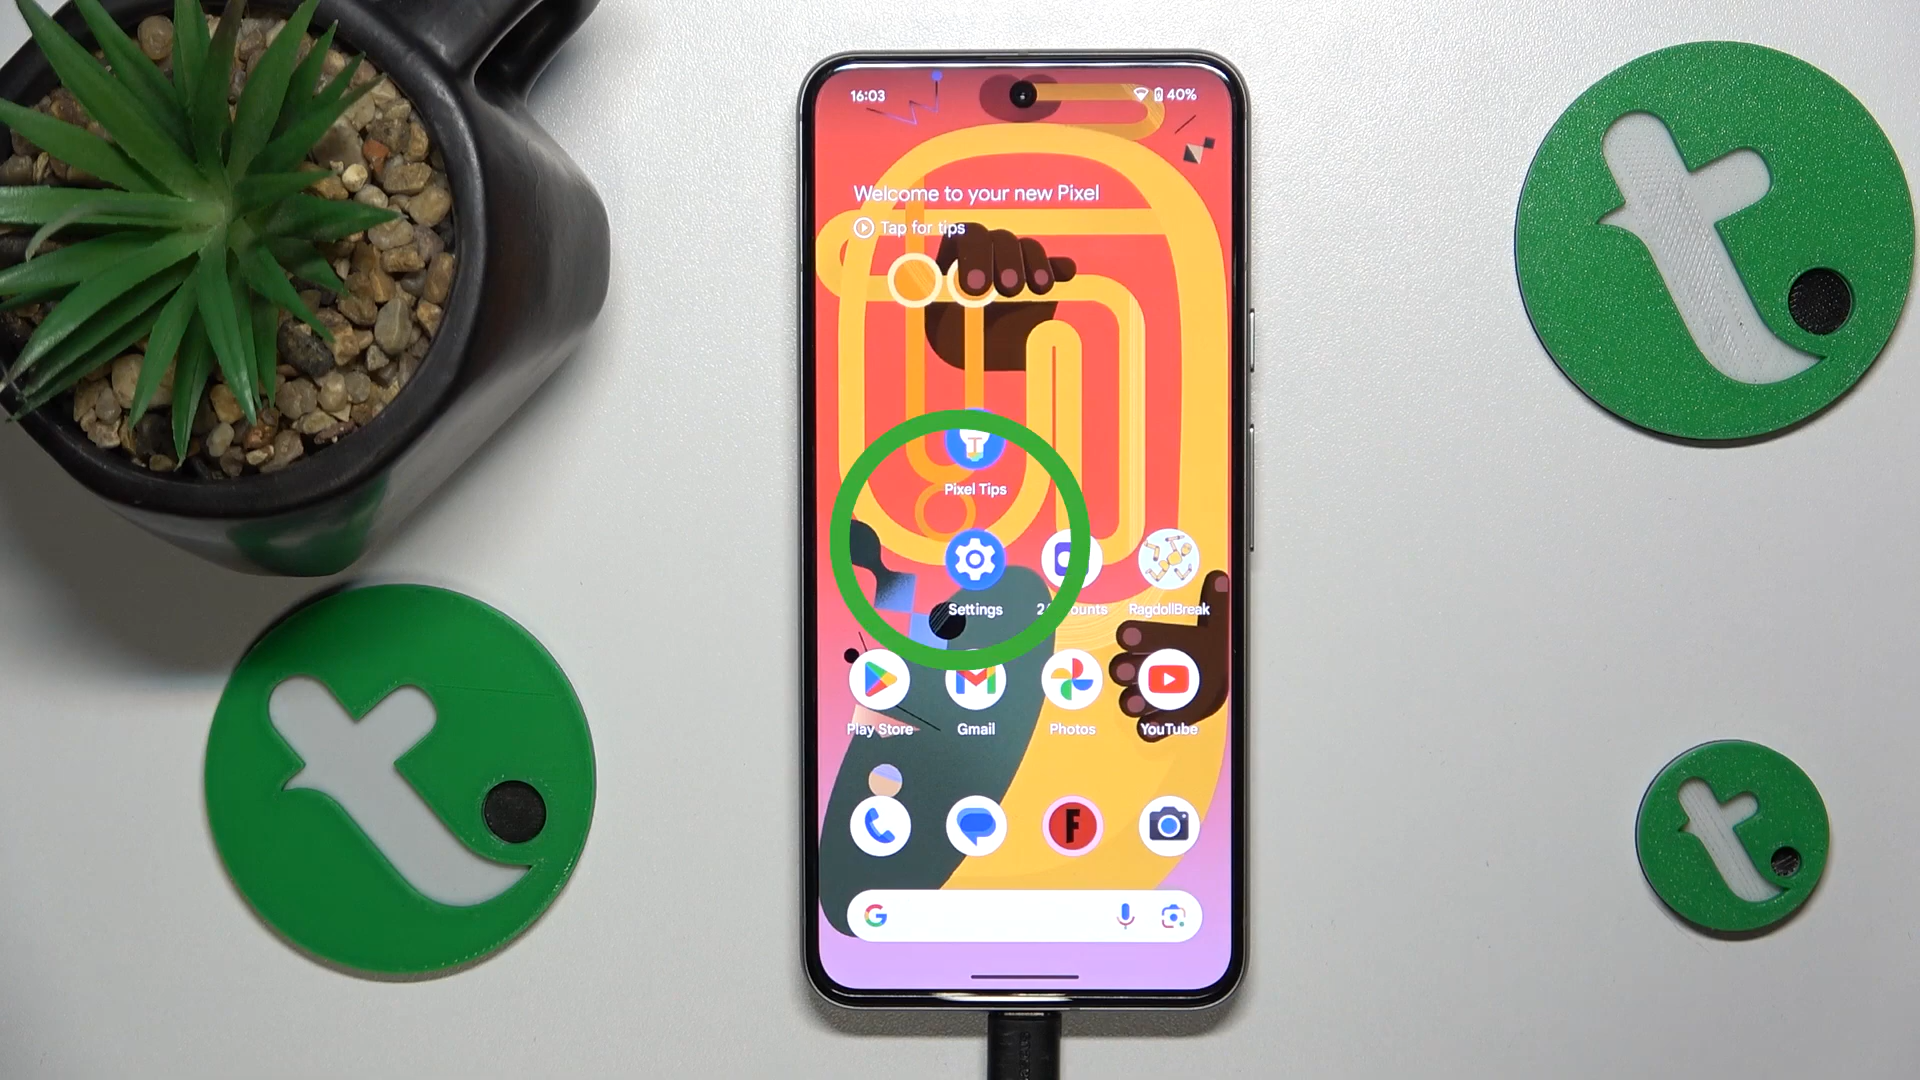 16:03 40%
Welcome to your new Pixel
Tap for tips
Pixel Tips
Settings RagdollBreak
Play Store Gmail Photos YouTube
F
G
t
t
t